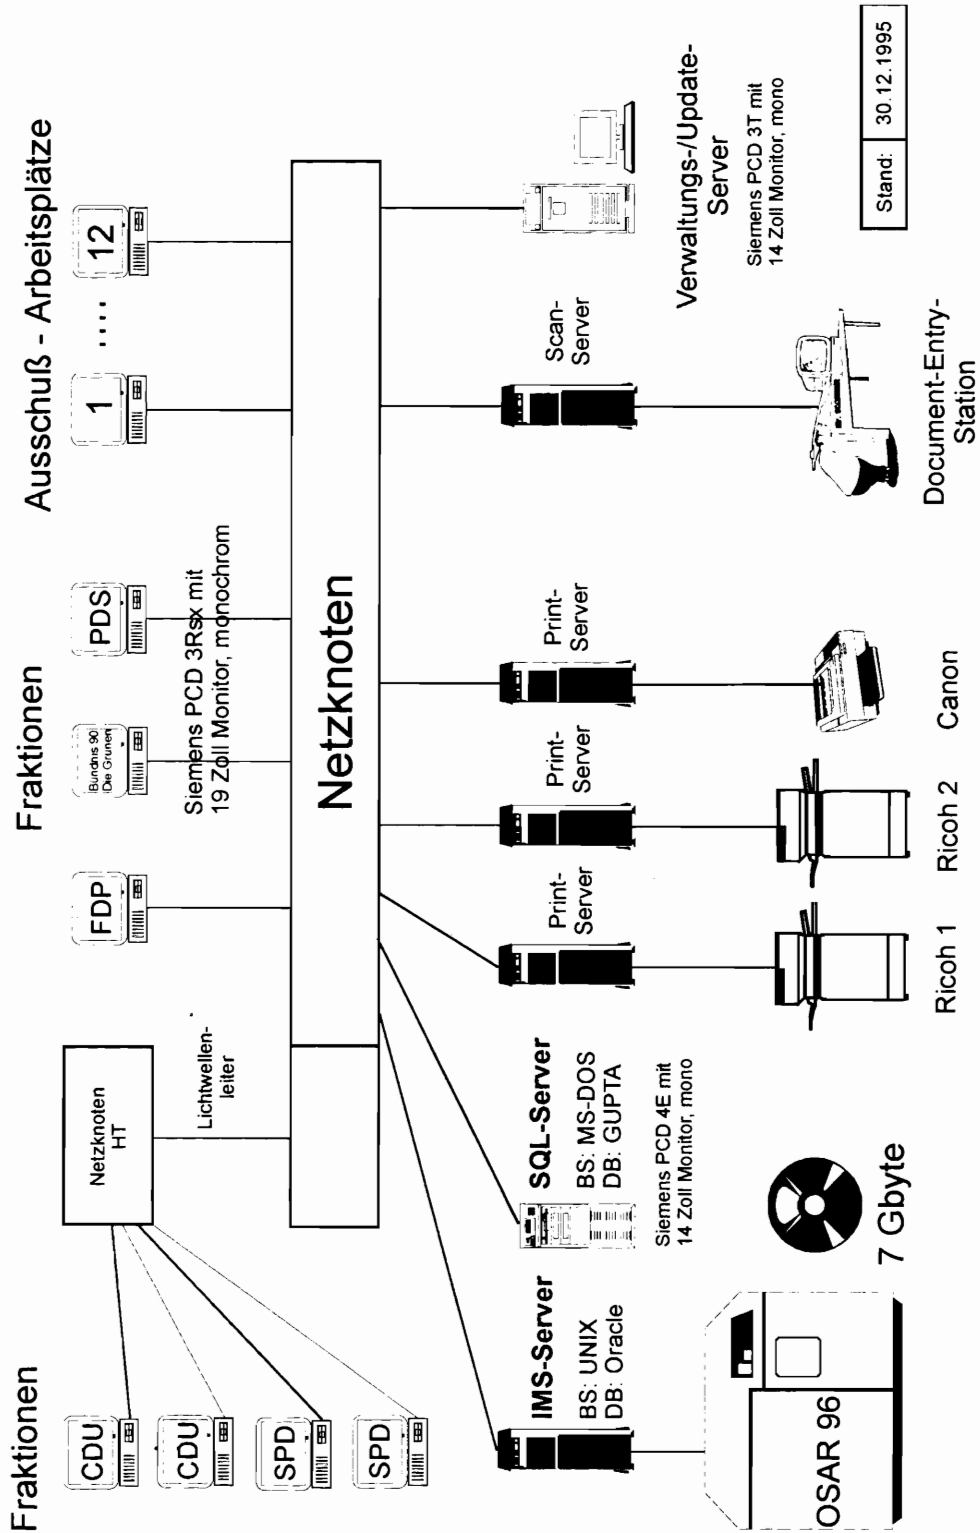 Fraktionen
CDU
CDU
SPD
SPD
Netzknoten
HT
Lichtwellen-
leiter
Fraktionen
FDP
Bündnis 90
Die Grünen
PDS
Siemens PCD 3Rsx mit
19 Zoll Monitor, monochrom
Ausschuß - Arbeitsplätze
1
....
12
Netzknoten
IMS-Server
BS: UNIX
DB: Oracle
OSAR 96
7 Gbyte
SQL-Server
BS: MS-DOS
DB: GUPTA
Siemens PCD 4E mit
14 Zoll Monitor, mono
Print-
Server
Ricoh 1
Print-
Server
Ricoh 2
Print-
Server
Canon
Scan-
Server
Document-Entry-
Station
Verwaltungs-/Update-
Server
Siemens PCD 3T mit
14 Zoll Monitor, mono
Stand: 30.12.1995